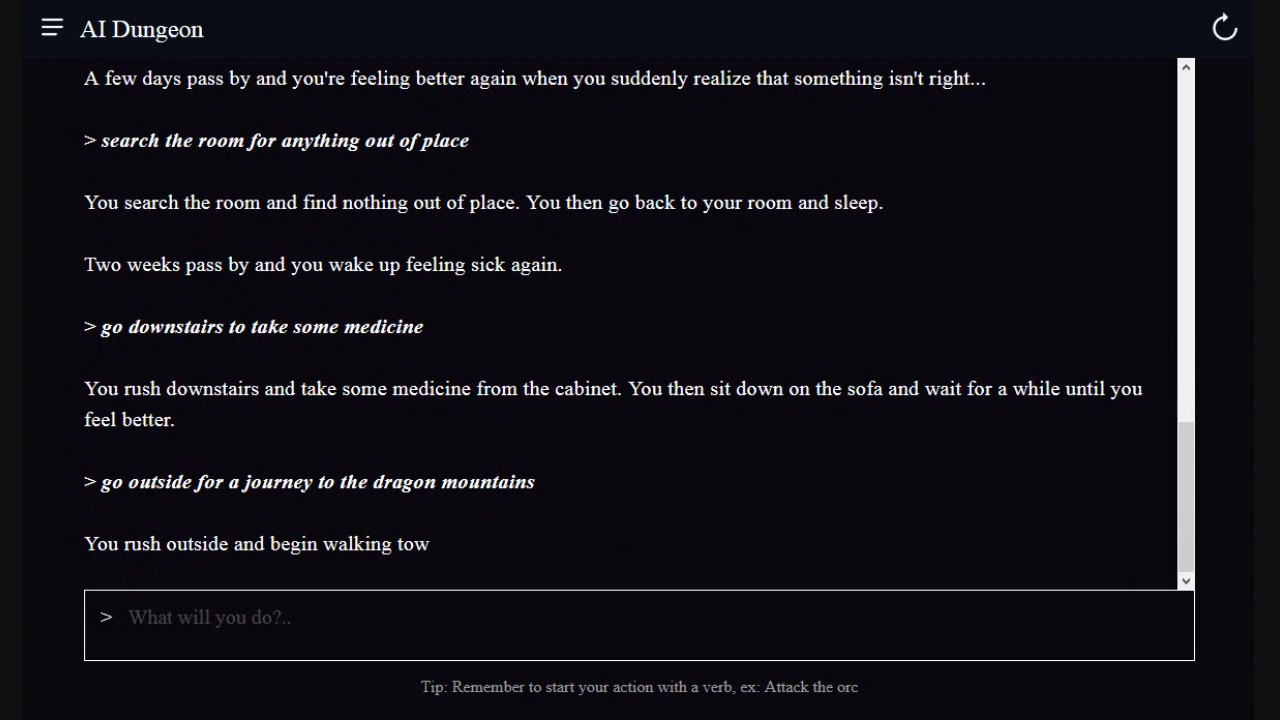 AI Dungeon
A few days pass by and you're feeling better again when you suddenly realize that something isn't right...
> search the room for anything out of place
You search the room and find nothing out of place. You then go back to your room and sleep.
Two weeks pass by and you wake up feeling sick again.
> go downstairs to take some medicine
You rush downstairs and take some medicine from the cabinet. You then sit down on the sofa and wait for a while until you
feel better.
> go outside for a journey to the dragon mountains
You rush outside and begin walking tow
> What will you do?..
Tip: Remember to start your action with a verb, ex: Attack the orc